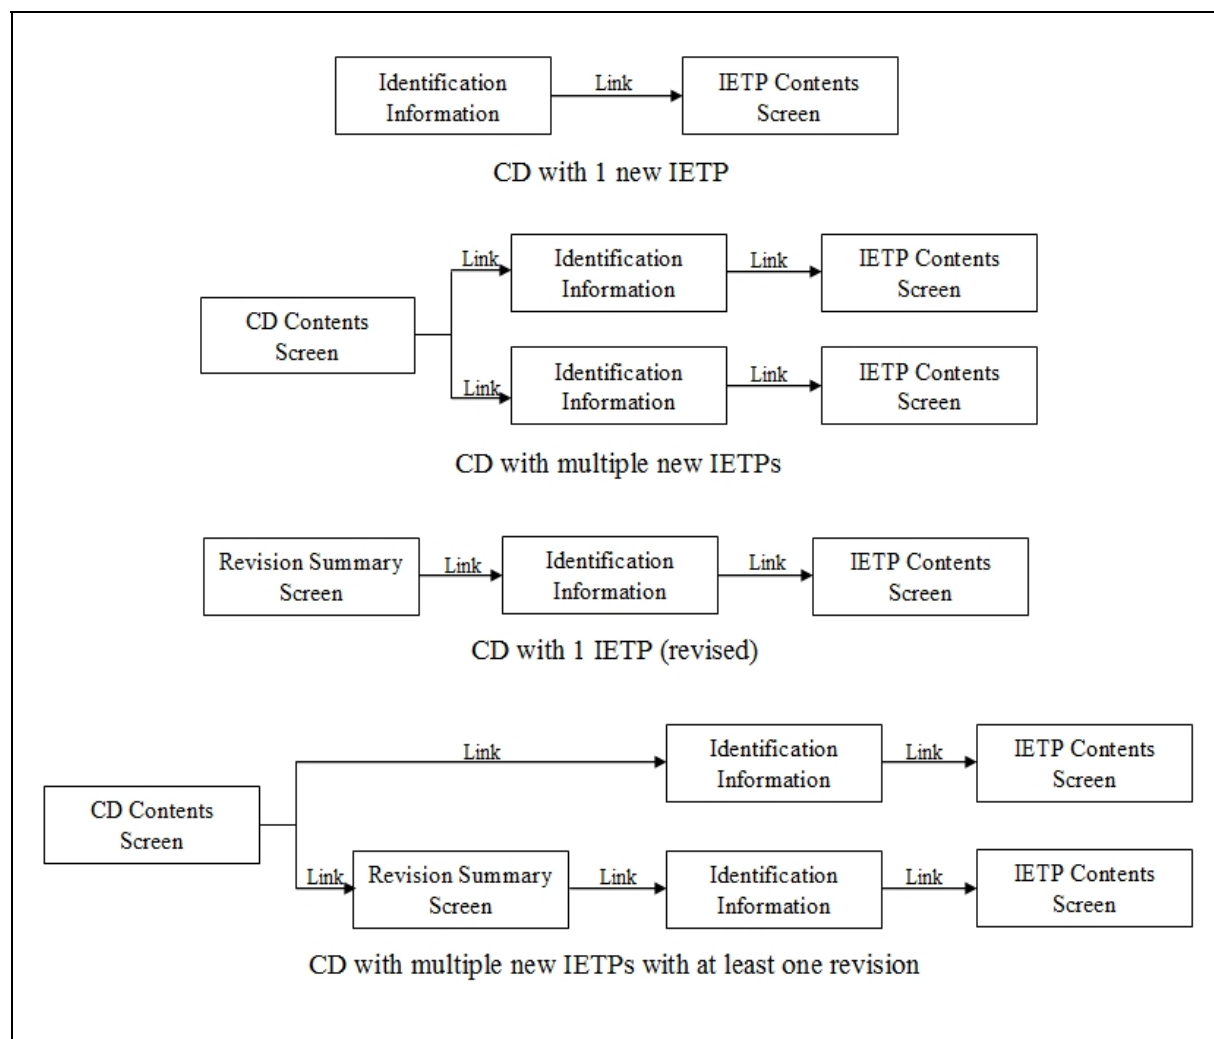 Identification
Information
Link
IETP Contents
Screen
CD with 1 new IETP
CD Contents
Screen
Link
Identification
Information
Link
IETP Contents
Screen
Link
Identification
Information
Link
IETP Contents
Screen
CD with multiple new IETPs
Revision Summary
Screen
Link
Identification
Information
Link
IETP Contents
Screen
CD with 1 IETP (revised)
CD Contents
Screen
Link
Identification
Information
Link
IETP Contents
Screen
Link
Revision Summary
Screen
Link
Identification
Information
Link
IETP Contents
Screen
CD with multiple new IETPs with at least one revision